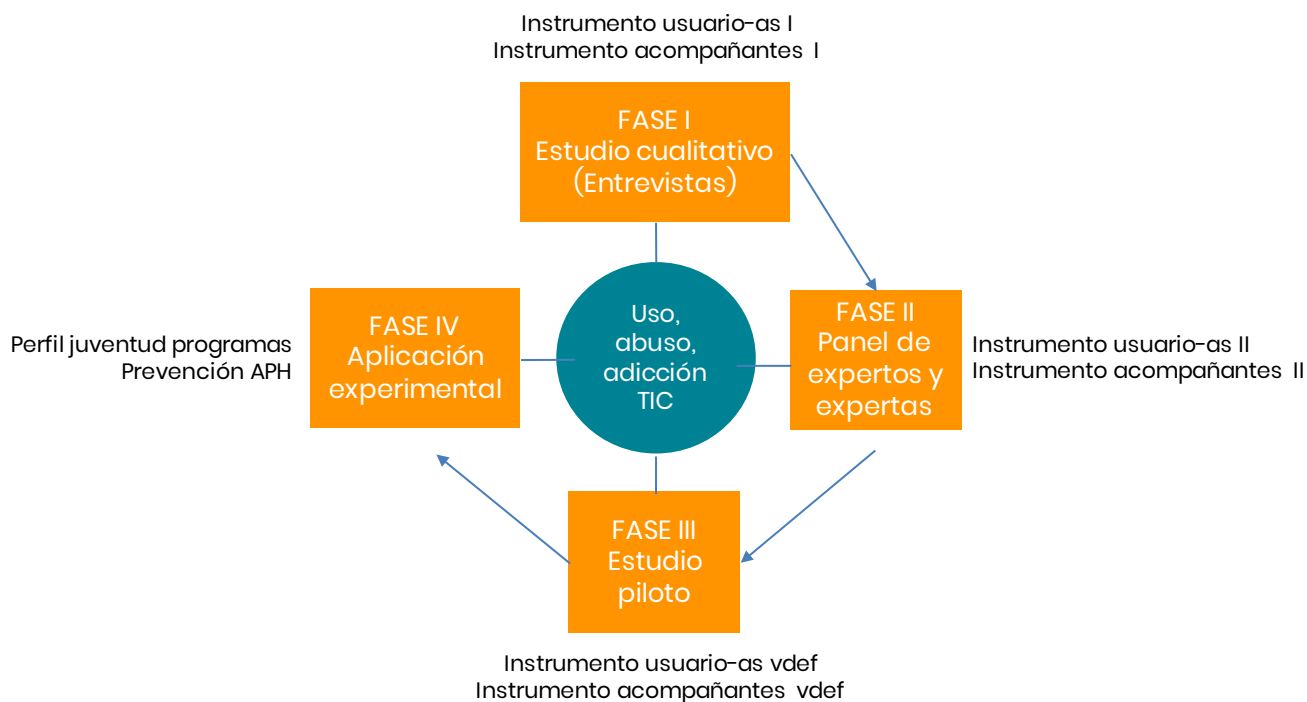 Instrumento usuario-as I
Instrumento acompañantes I
FASE I
Estudio cualitativo
(Entrevistas)
Uso,
abuso,
adicción
TIC
FASE II
Panel de
expertos y
expertas
Instrumento usuario-as II
Instrumento acompañantes II
FASE III
Estudio
piloto
Instrumento usuario-as vdef
Instrumento acompañantes vdef
FASE IV
Aplicación
experimental
Perfil juventud programas
Prevención APH